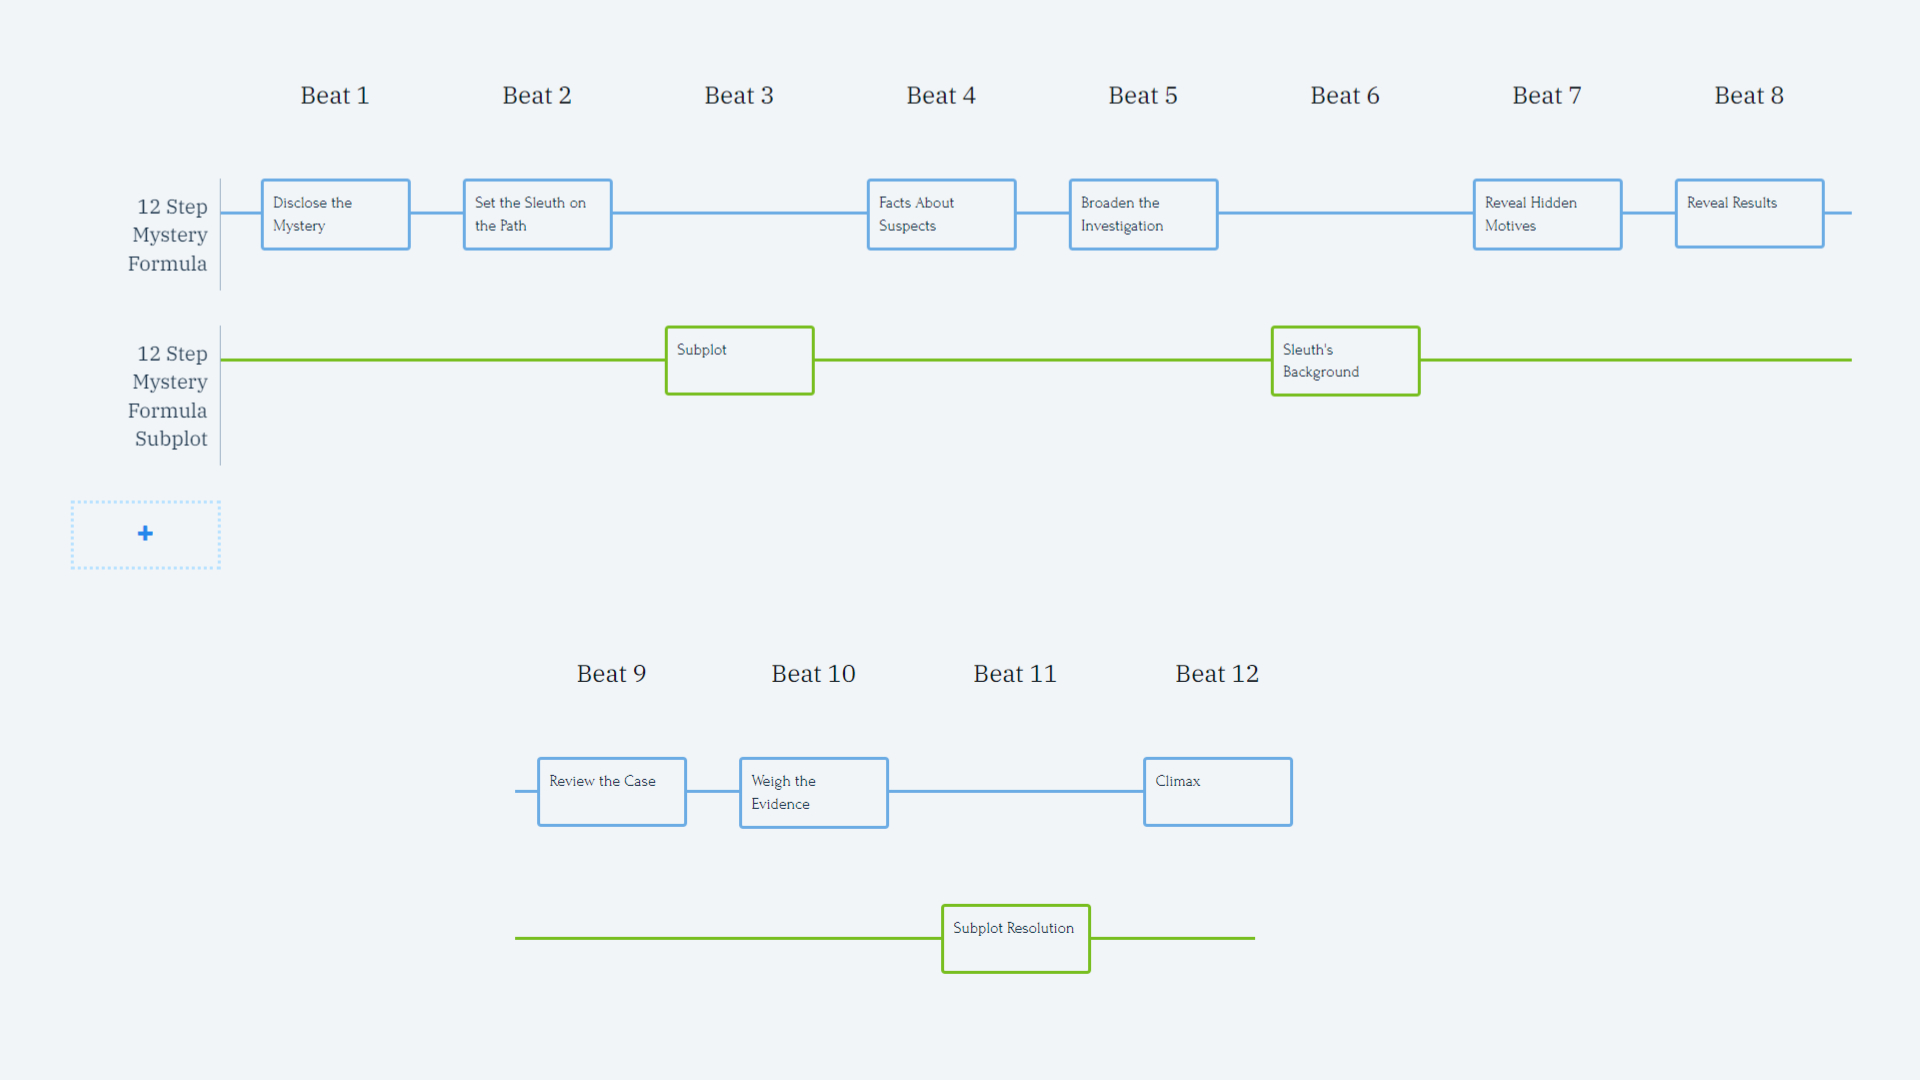 Beat 1
Beat 2
Beat 3
Beat 4
Beat 5
Beat 6
Beat 7
Beat 8
12 Step
Mystery
Formula
Disclose the
Mystery
Set the Sleuth on
the Path
Facts About
Suspects
Broaden the
Investigation
Reveal Hidden
Motives
Reveal Results
12 Step
Mystery
Formula
Subplot
Subplot
Sleuth's
Background
+
Beat 9
Beat 10
Beat 11
Beat 12
Review the Case
Weigh the
Evidence
Climax
Subplot Resolution